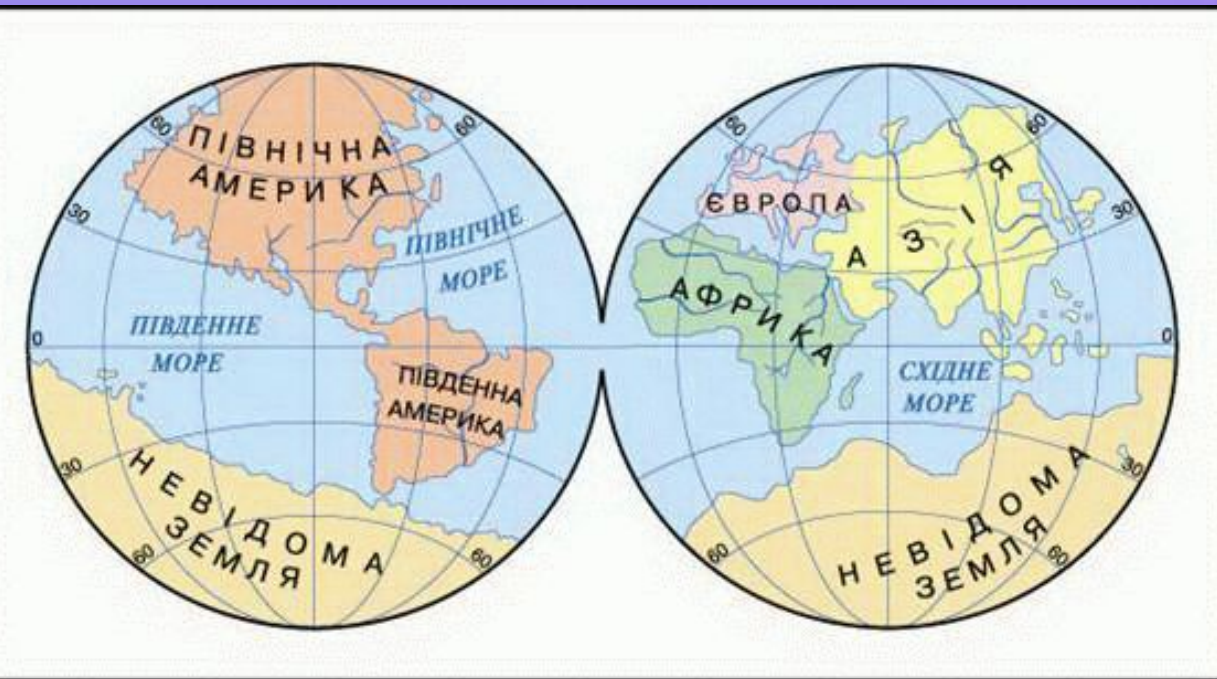 60
60
ПІВНІЧНА
АМЕРИКА
30
ПІВНІЧНЕ
МОРЕ
ПІВДЕННЕ
МОРЕ
0
ПІВДЕННА
АМЕРИКА
30
НЕВІДОМА
ЗЕМЛЯ
60
60
60
60
ЄВРОПА
АЗІЯ
30
АФРИКА
0
СХІДНЕ
МОРЕ
30
НЕВІДОМА
ЗЕМЛЯ
60
60